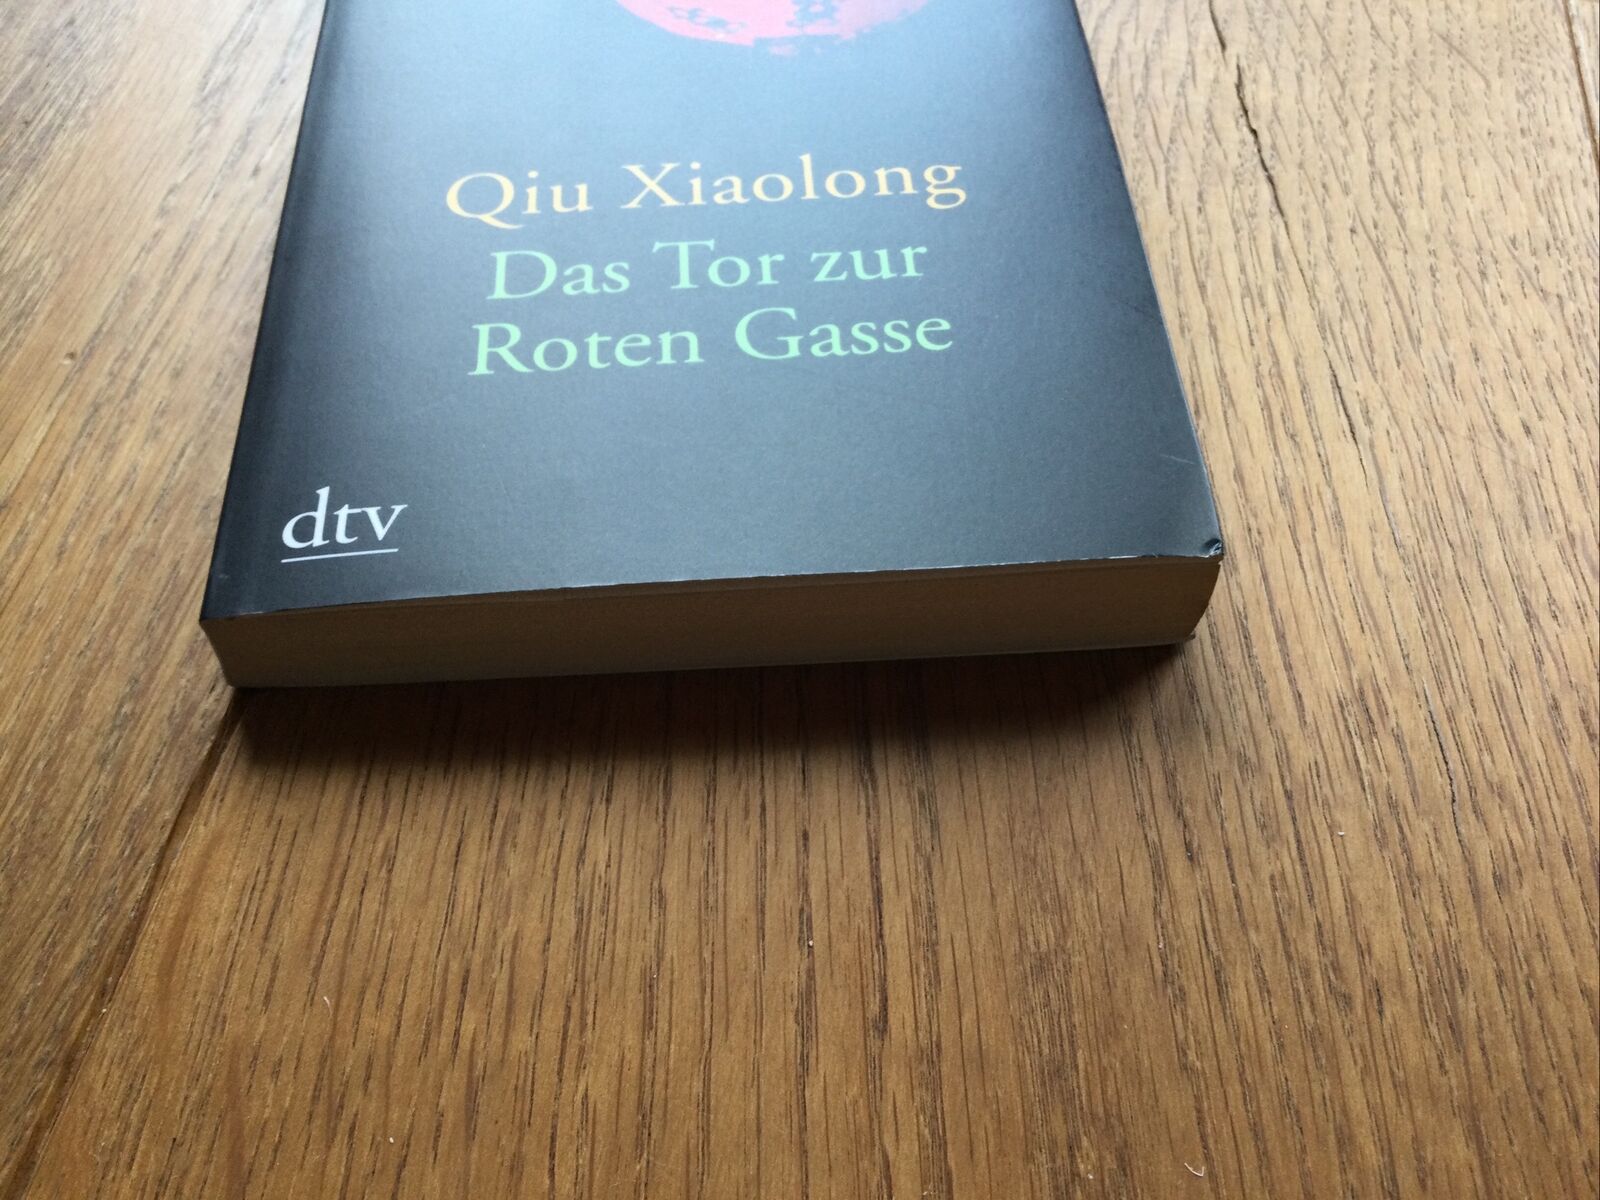 Qiu Xiaolong
Das Tor zur
Roten Gasse
dtv